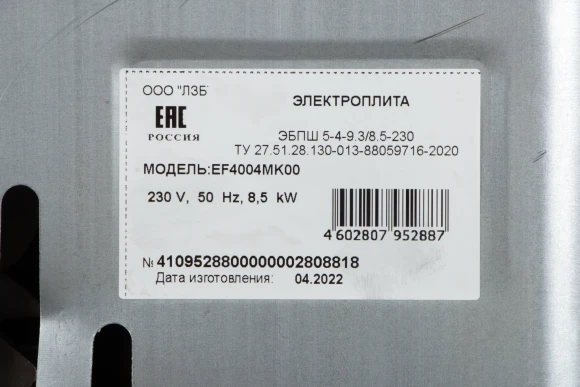 ООО "ЛЗБ"
ЭЛЕКТРОПЛИТА
ЕАС
РОССИЯ
ЭБПШ 5-4-9.3/8.5-230
ТУ 27.51.28.130-013-88059716-2020
МОДЕЛЬ:EF4004MK00
230 V, 50 Hz, 8,5 kW
4 602807 952887
№ 4109528800000002808818
Дата изготовления: 04.2022